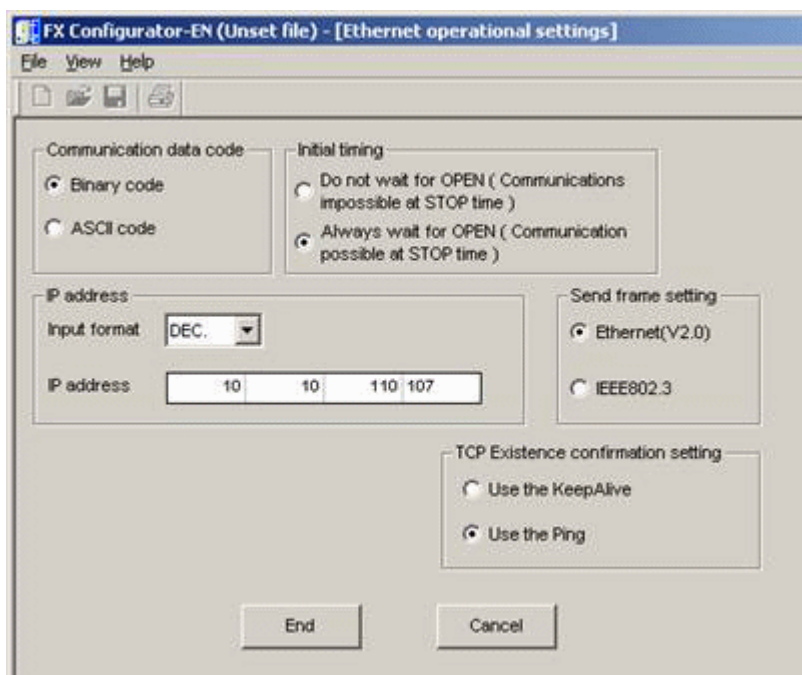 FX Configurator-EN (Unset file) - [Ethernet operational settings]
File View Help
Communication data code
Binary code
ASCII code
Initial timing
Do not wait for OPEN ( Communications
impossible at STOP time )
Always wait for OPEN ( Communication
possible at STOP time )
IP address
Input format DEC.
IP address 10 10 110 107
Send frame setting
Ethernet(V2.0)
IEEE802.3
TCP Existence confirmation setting
Use the KeepAlive
Use the Ping
End Cancel